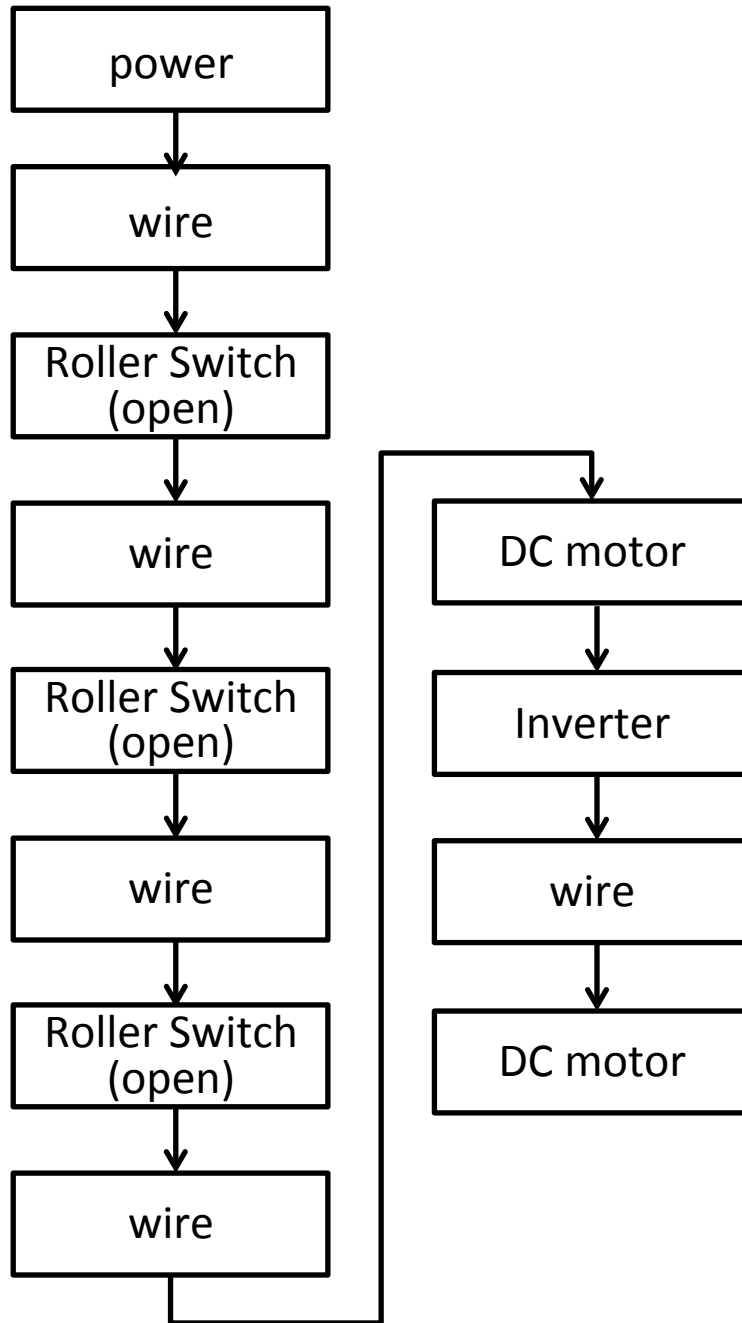 power
wire
Roller Switch
(open)
wire
Roller Switch
(open)
wire
Roller Switch
(open)
wire
DC motor
Inverter
wire
DC motor